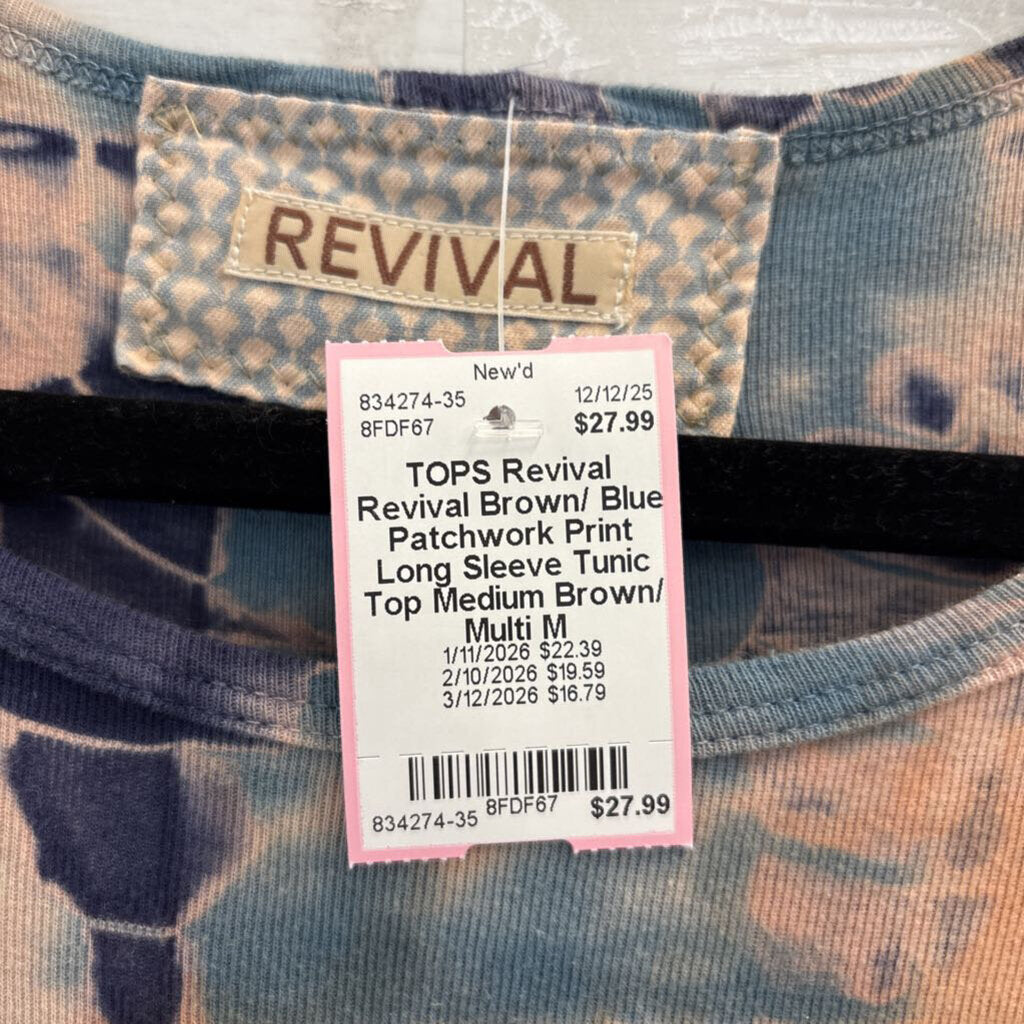 REVIVAL
New'd
834274-35 12/12/25
8FDF67 $27.99
TOPS Revival
Revival Brown/ Blue
Patchwork Print
Long Sleeve Tunic
Top Medium Brown/
Multi M
1/11/2026 $22.39
2/10/2026 $19.59
3/12/2026 $16.79
834274-35 8FDF67 $27.99